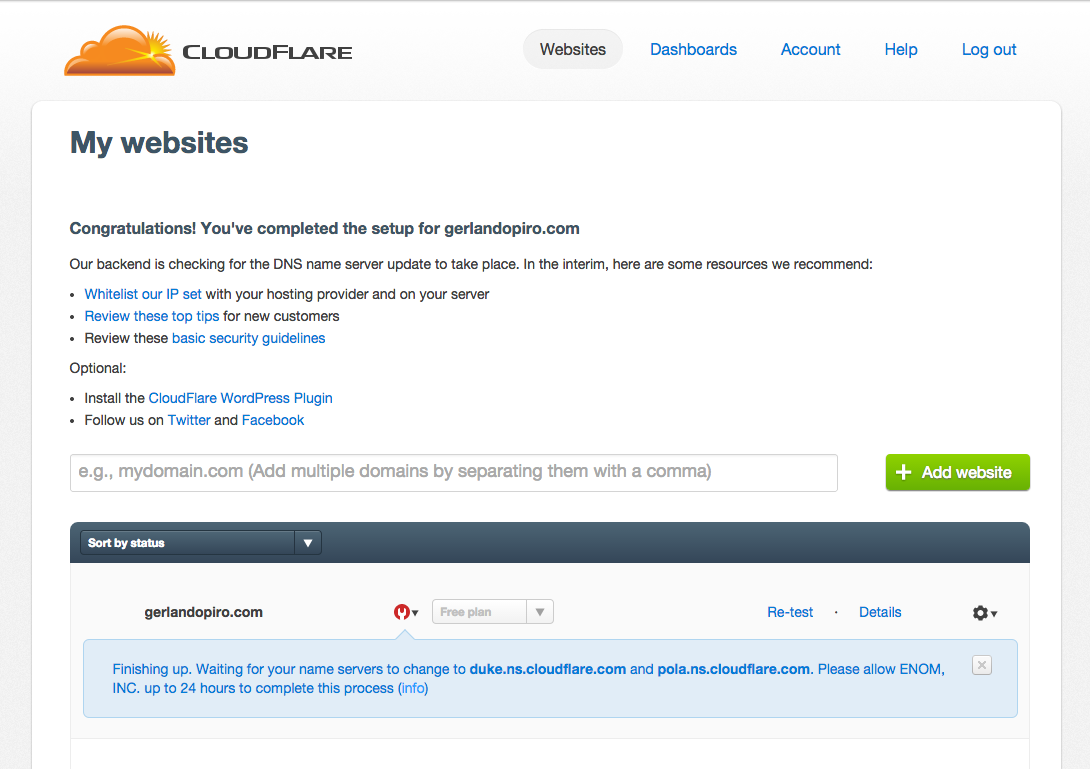 CLOUDFLARE
Websites Dashboards Account Help Log out
My websites
Congratulations! You've completed the setup for gerlandopiro.com
Our backend is checking for the DNS name server update to take place. In the interim, here are some resources we recommend:
• Whitelist our IP set with your hosting provider and on your server
• Review these top tips for new customers
• Review these basic security guidelines
Optional:
• Install the CloudFlare WordPress Plugin
• Follow us on Twitter and Facebook
e.g., mydomain.com (Add multiple domains by separating them with a comma) + Add website
Sort by status
gerlandopiro.com Free plan Re-test · Details
Finishing up. Waiting for your name servers to change to duke.ns.cloudflare.com and pola.ns.cloudflare.com. Please allow ENOM,
INC. up to 24 hours to complete this process (info)